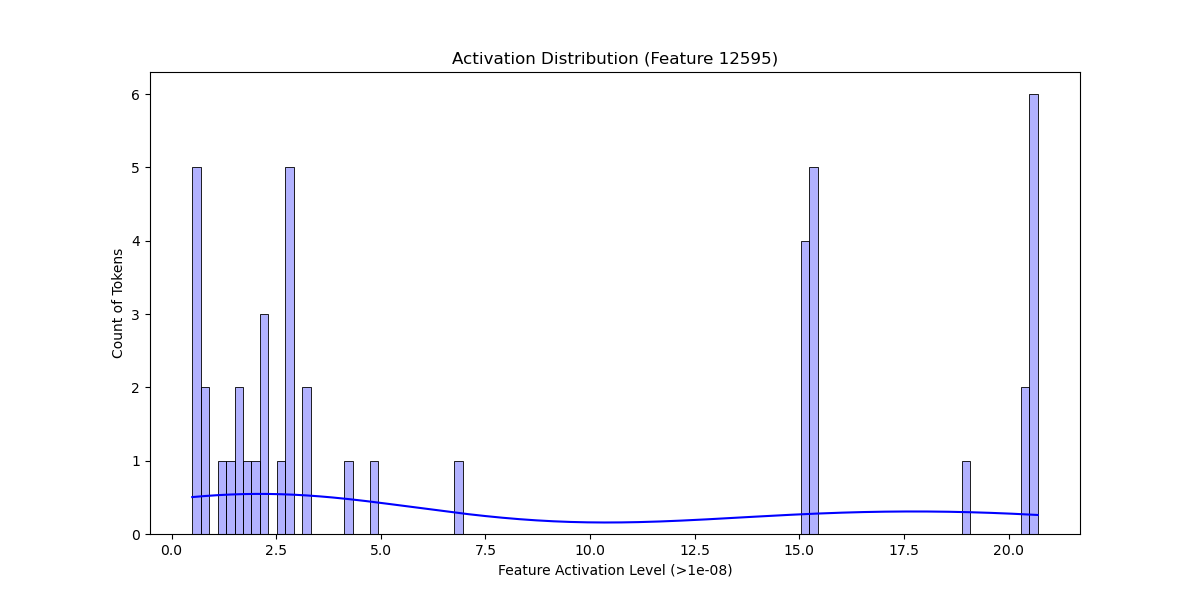 Activation Distribution (Feature 12595)
Count of Tokens
6
5
4
3
2
1
0
0.0 2.5 5.0 7.5 10.0 12.5 15.0 17.5 20.0
Feature Activation Level (>1e-08)